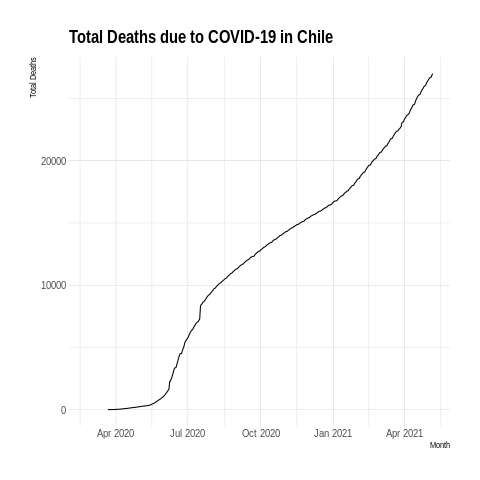 Total Deaths due to COVID-19 in Chile
Total Deaths
20000
10000
0
Apr 2020 Jul 2020 Oct 2020 Jan 2021 Apr 2021
Month